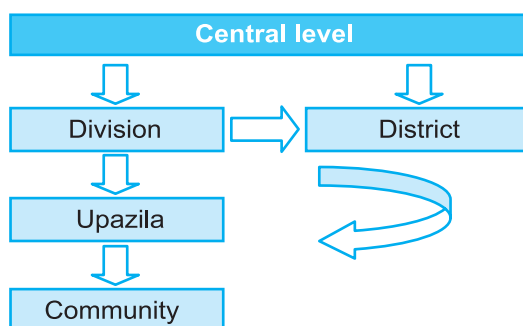 Central level
Division
District
Upazila
Community